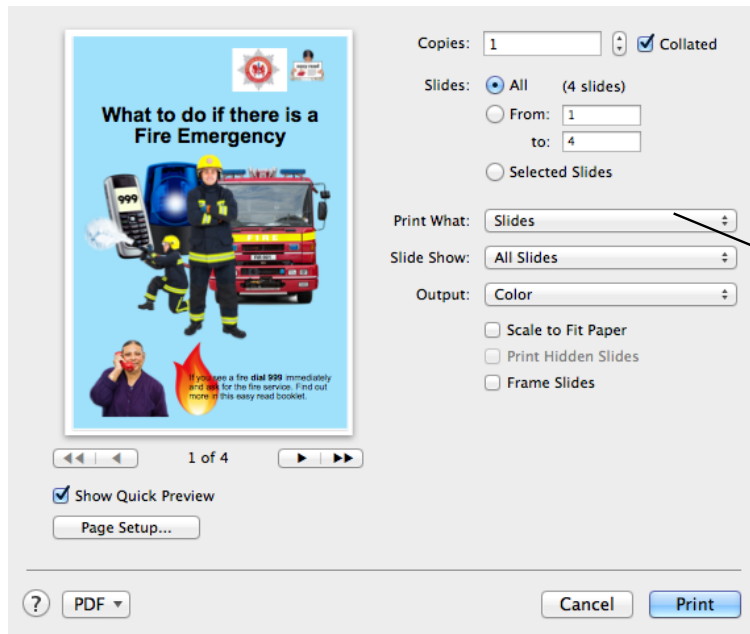 Copies: 1 Collated
Slides: All (4 slides)
From: 1
to: 4
Selected Slides
Print What: Slides
Slide Show: All Slides
Output: Color
Scale to Fit Paper
Print Hidden Slides
Frame Slides
What to do if there is a
Fire Emergency
999
FIRE
If you see a fire dial 999 immediately
and ask for the fire service. Find out
more in this easy read booklet.
1 of 4
Show Quick Preview
Page Setup...
? PDF
Cancel Print